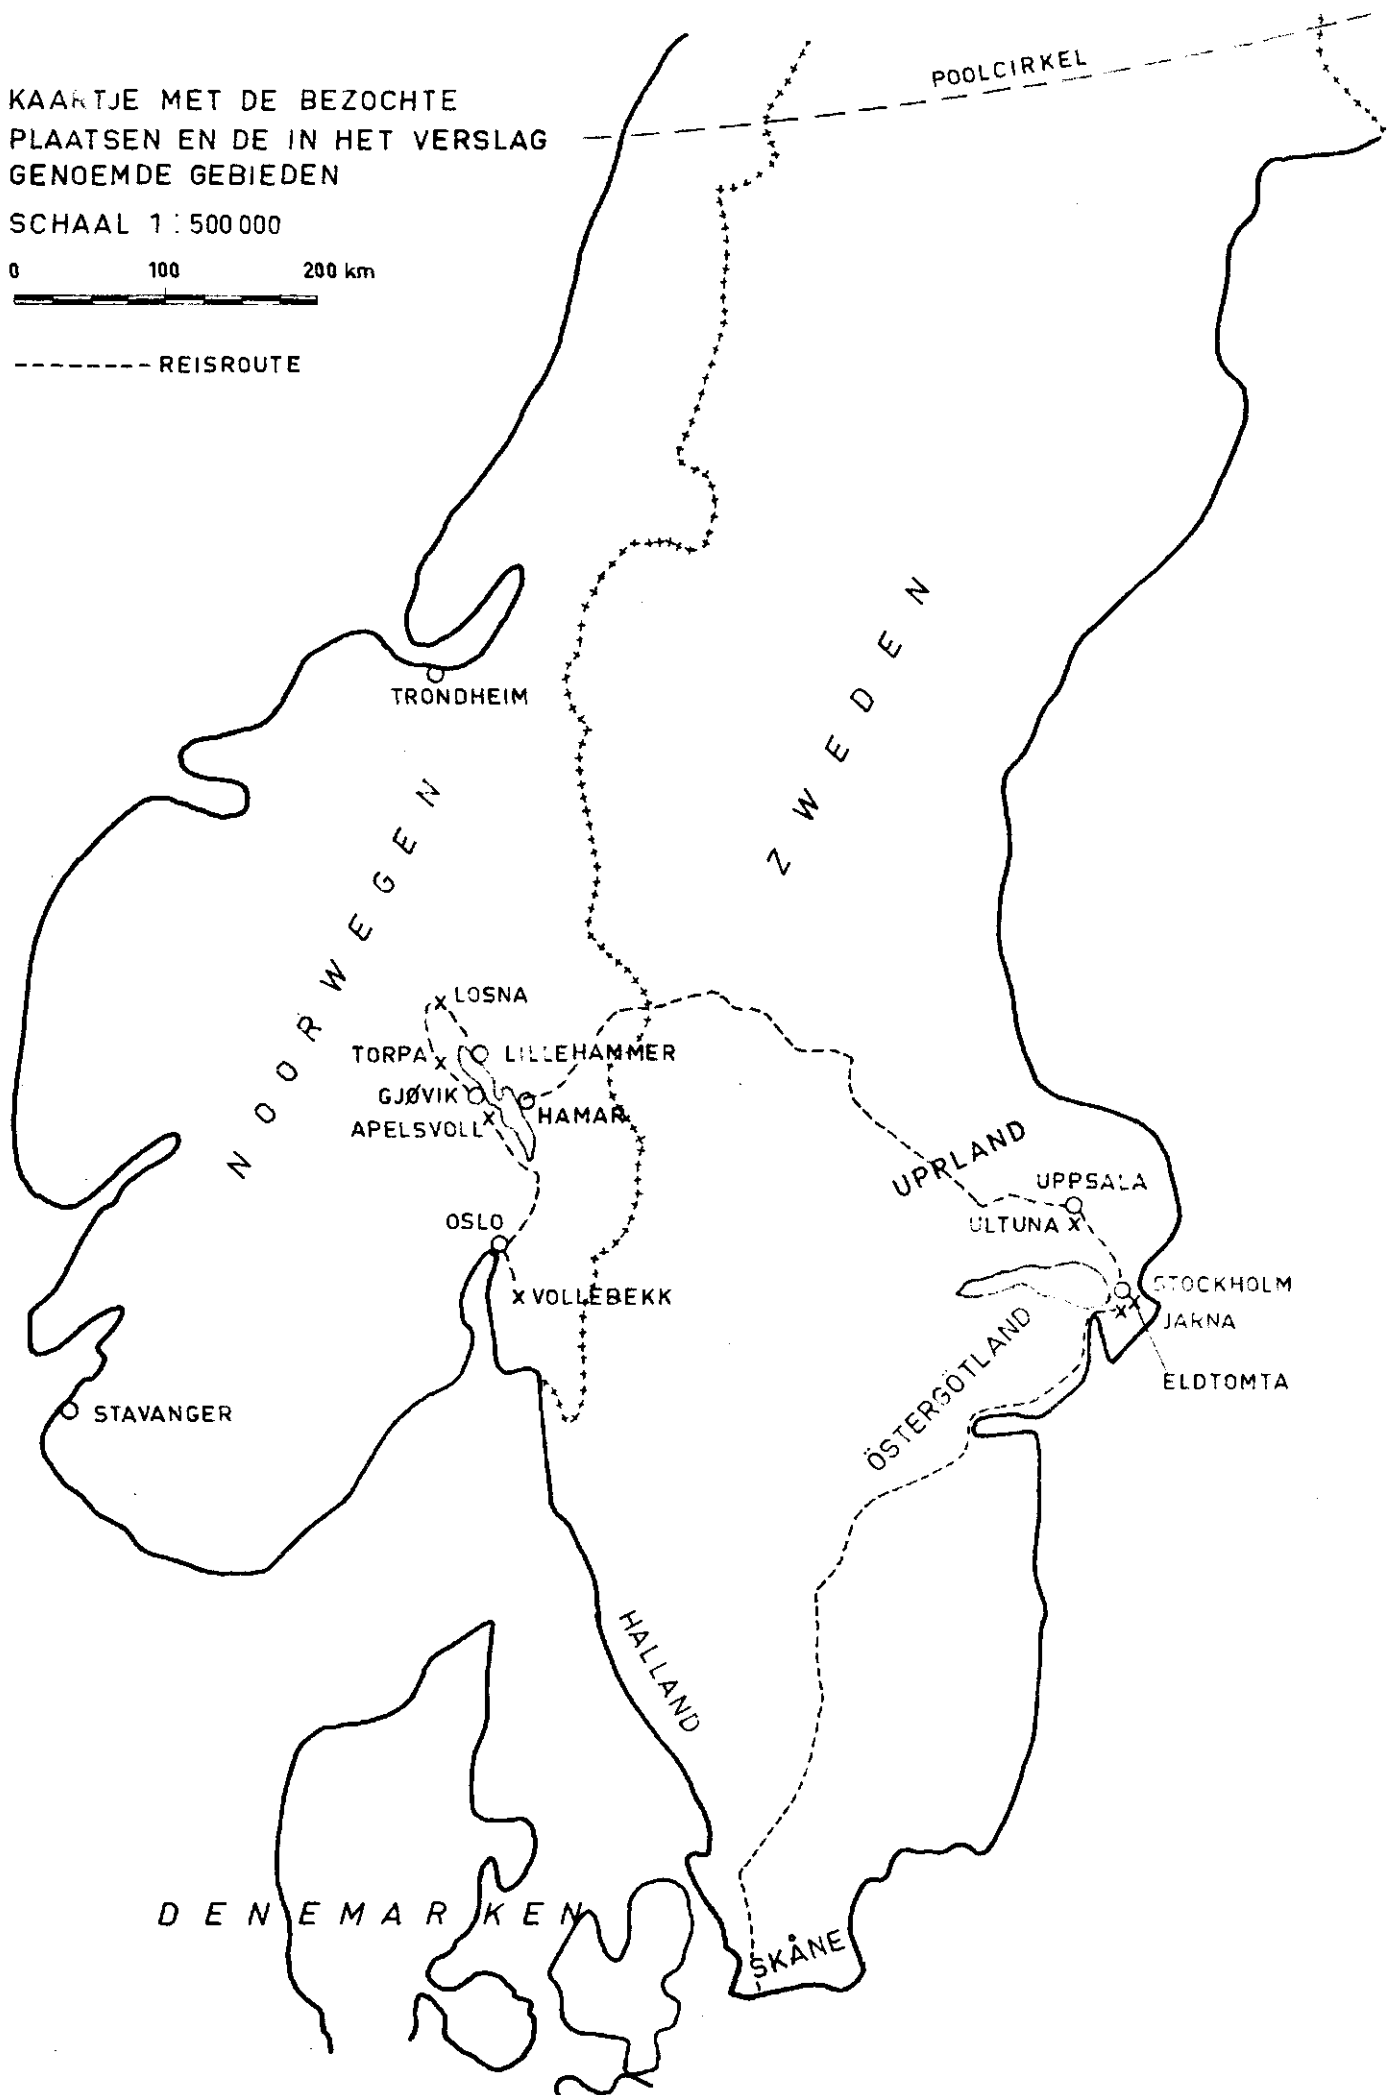 KAARTJE MET DE BEZOCHTE
PLAATSEN EN DE IN HET VERSLAG
GENOEMDE GEBIEDEN
SCHAAL 1 : 500 000
0 100 200 km
REISROUTE
POOLCIRKEL
ZWEDEN
TRONDHEIM
NOORWEGEN
LOSNA
TORPA
LILLEHAMMER
GJØVIK
HAMAR
APELSVOLL
UPRLAND
UPPSALA
ULTUNA
OSLO
VOLLEBEKK
STOCKHOLM
JARNA
ELDTOMTA
ÖSTERGÖTLAND
STAVANGER
HALLAND
DENEMARKEN
SKÅNE